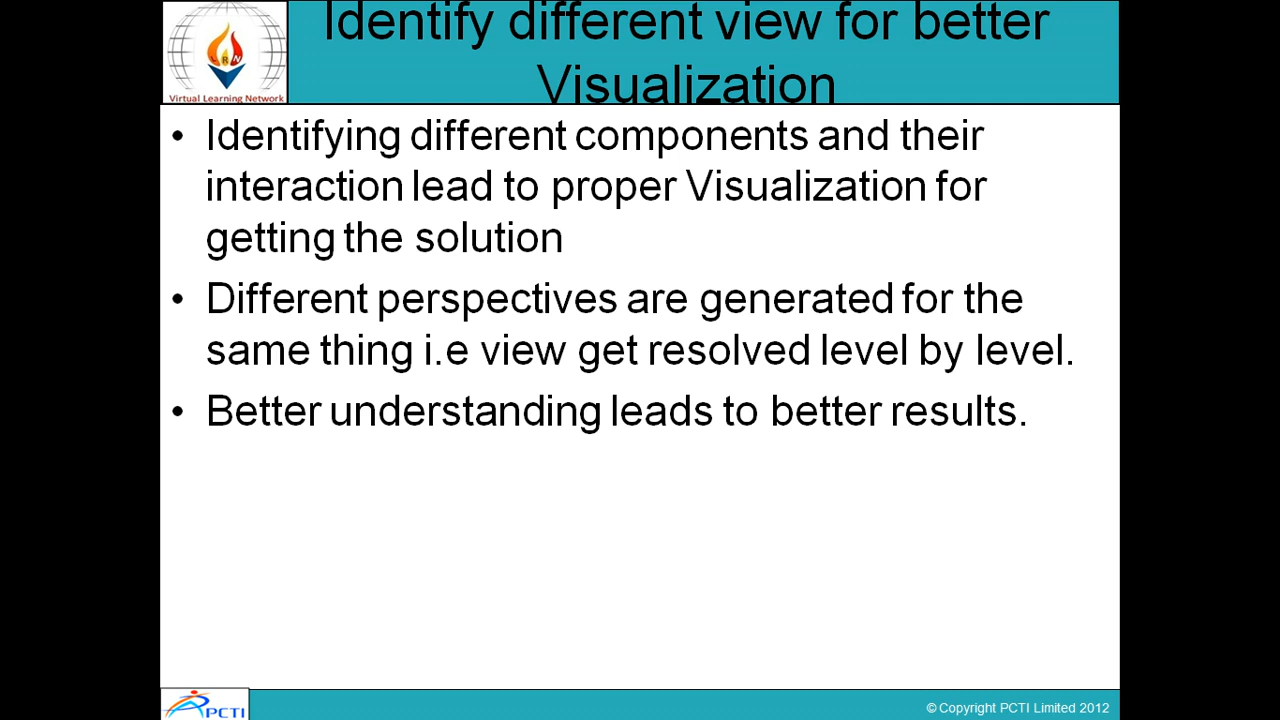 Identify different view for better
Visualization
LRN
Virtual Learning Network
• Identifying different components and their
interaction lead to proper Visualization for
getting the solution
• Different perspectives are generated for the
same thing i.e view get resolved level by level.
• Better understanding leads to better results.
PCTI
© Copyright PCTI Limited 2012